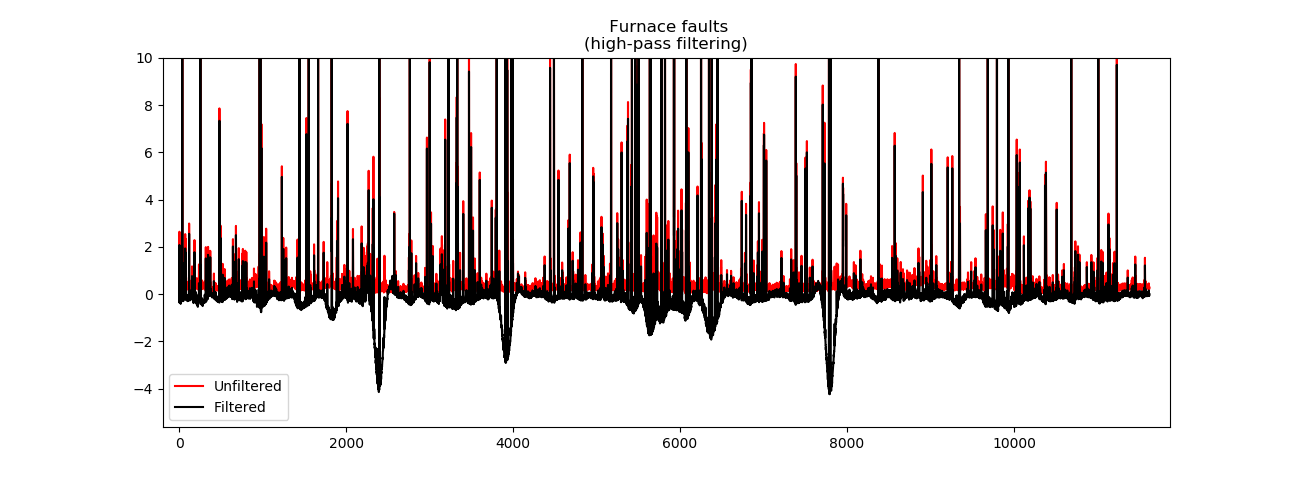 Furnace faults
(high-pass filtering)
10
8
6
4
2
0
−2
−4
Unfiltered
Filtered
0 2000 4000 6000 8000 10000